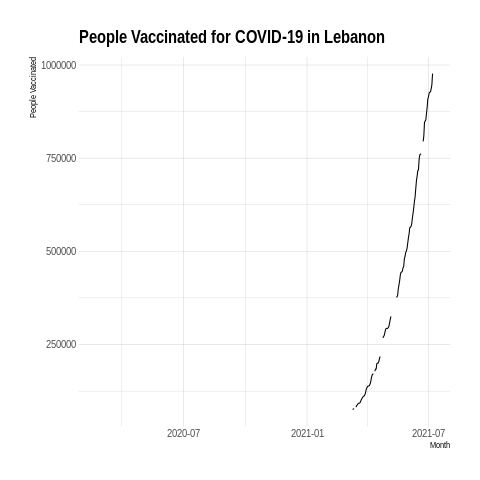 People Vaccinated for COVID-19 in Lebanon
People Vaccinated
1000000
750000
500000
250000
2020-07
2021-01
2021-07
Month